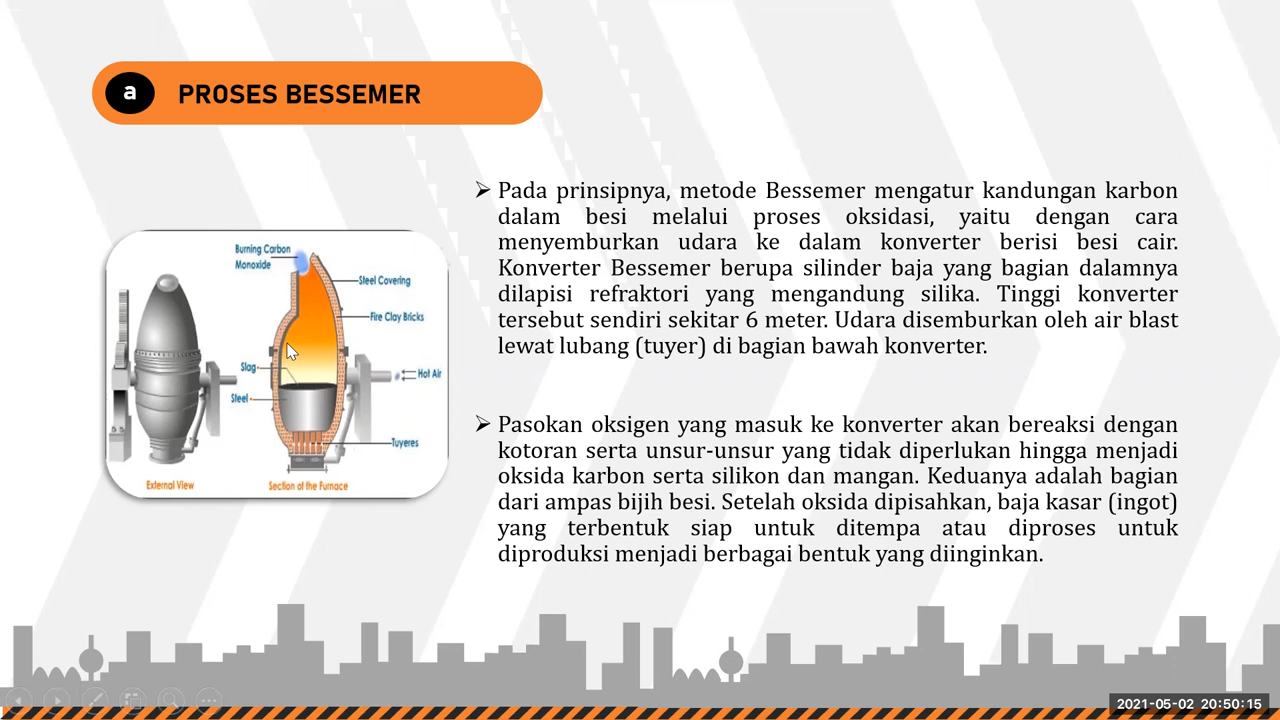 a
PROSES BESSEMER
Burning Carbon
Monoxide
Steel Covering
Fire Clay Bricks
Slag
Hot Air
Steel
Tuyeres
External View
Section of the Furnace
➢ Pada prinsipnya, metode Bessemer mengatur kandungan karbon
dalam besi melalui proses oksidasi, yaitu dengan cara
menyemburkan udara ke dalam konverter berisi besi cair.
Konverter Bessemer berupa silinder baja yang bagian dalamnya
dilapisi refraktori yang mengandung silika. Tinggi konverter
tersebut sendiri sekitar 6 meter. Udara disemburkan oleh air blast
lewat lubang (tuyer) di bagian bawah konverter.
➢ Pasokan oksigen yang masuk ke konverter akan bereaksi dengan
kotoran serta unsur-unsur yang tidak diperlukan hingga menjadi
oksida karbon serta silikon dan mangan. Keduanya adalah bagian
dari ampas bijih besi. Setelah oksida dipisahkan, baja kasar (ingot)
yang terbentuk siap untuk ditempa atau diproses untuk
diproduksi menjadi berbagai bentuk yang diinginkan.
2021-05-02 20:50:15